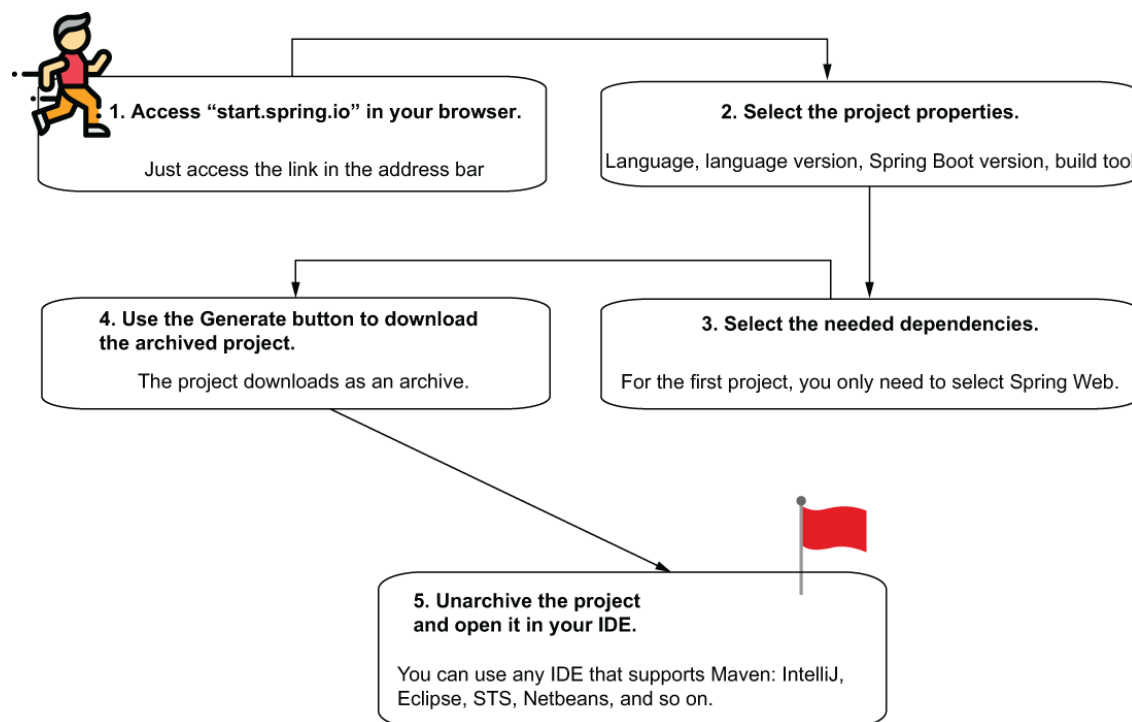 1. Access “start.spring.io” in your browser.
Just access the link in the address bar
2. Select the project properties.
Language, language version, Spring Boot version, build tool
3. Select the needed dependencies.
For the first project, you only need to select Spring Web.
4. Use the Generate button to download
the archived project.
The project downloads as an archive.
5. Unarchive the project
and open it in your IDE.
You can use any IDE that supports Maven: IntelliJ,
Eclipse, STS, Netbeans, and so on.